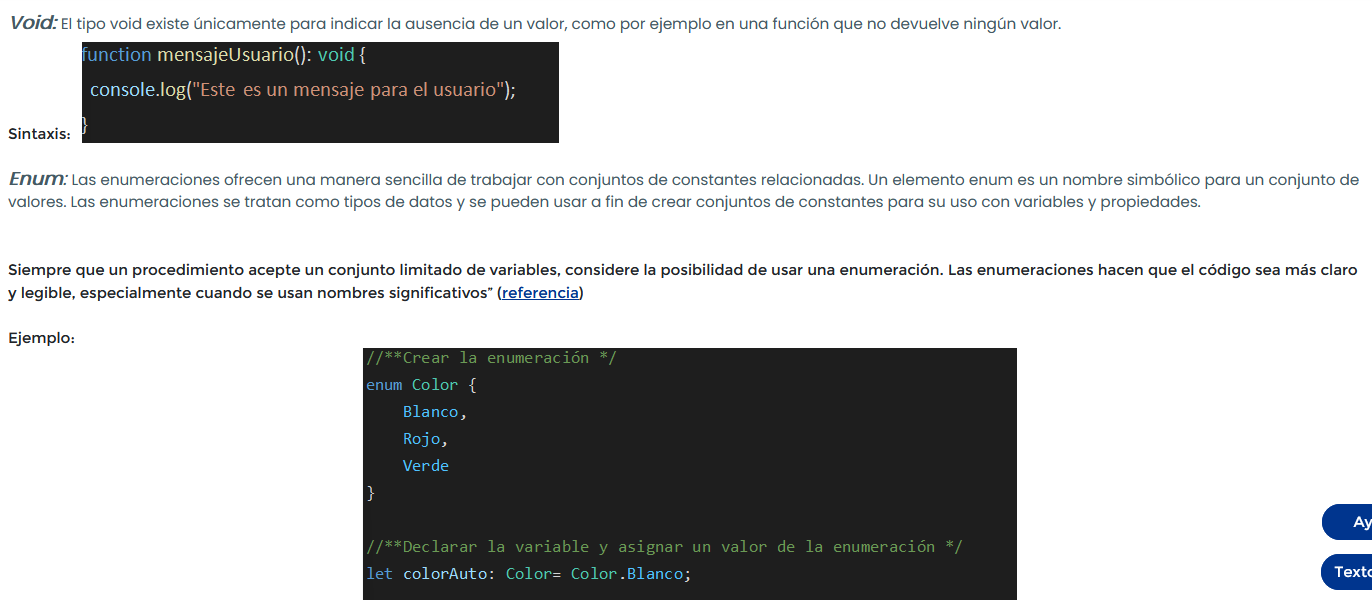 Void: El tipo void existe únicamente para indicar la ausencia de un valor, como por ejemplo en una función que no devuelve ningún valor.
function mensajeUsuario(): void {
console.log("Este es un mensaje para el usuario");
}
Sintaxis:
Enum: Las enumeraciones ofrecen una manera sencilla de trabajar con conjuntos de constantes relacionadas. Un elemento enum es un nombre simbólico para un conjunto de
valores. Las enumeraciones se tratan como tipos de datos y se pueden usar a fin de crear conjuntos de constantes para su uso con variables y propiedades.
Siempre que un procedimiento acepte un conjunto limitado de variables, considere la posibilidad de usar una enumeración. Las enumeraciones hacen que el código sea más claro
y legible, especialmente cuando se usan nombres significativos” (referencia)
Ejemplo:
//**Crear la enumeración */
enum Color {
Blanco,
Rojo,
Verde
}
//**Declarar la variable y asignar un valor de la enumeración */
let colorAuto: Color= Color.Blanco;